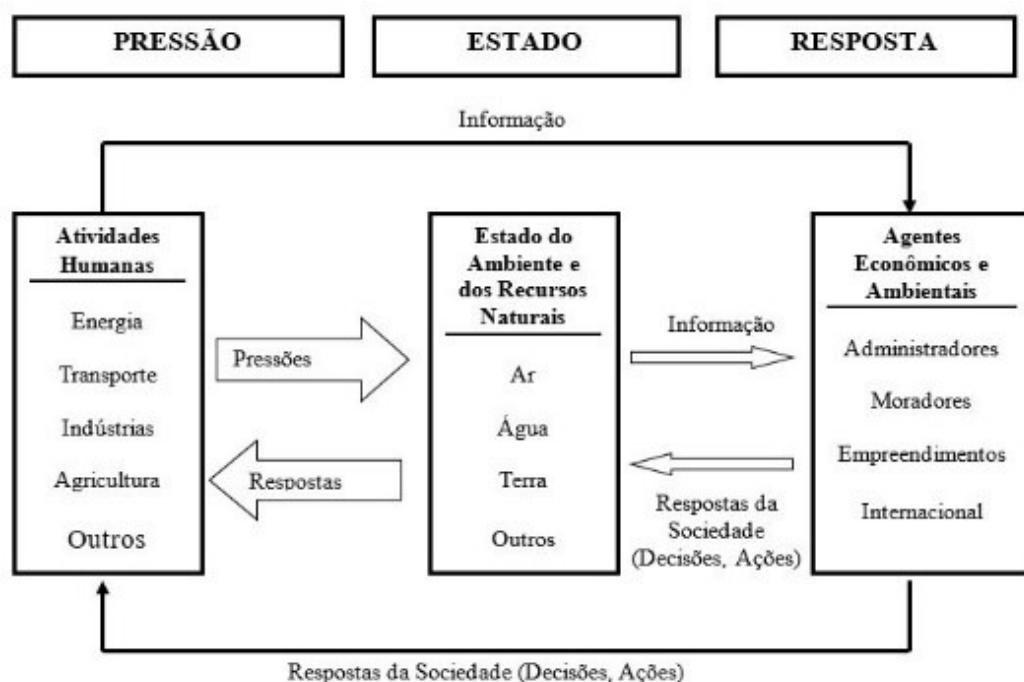 PRESSÃO
ESTADO
RESPOSTA
Informação
Atividades
Humanas
Energia
Transporte
Indústrias
Agricultura
Outros
Pressões
Respostas
Estado do
Ambiente e
dos Recursos
Naturais
Ar
Água
Terra
Outros
Informação
Respostas da
Sociedade
(Decisões, Ações)
Agentes
Econômicos e
Ambientais
Administradores
Moradores
Empreendimentos
Internacional
Respostas da Sociedade (Decisões, Ações)